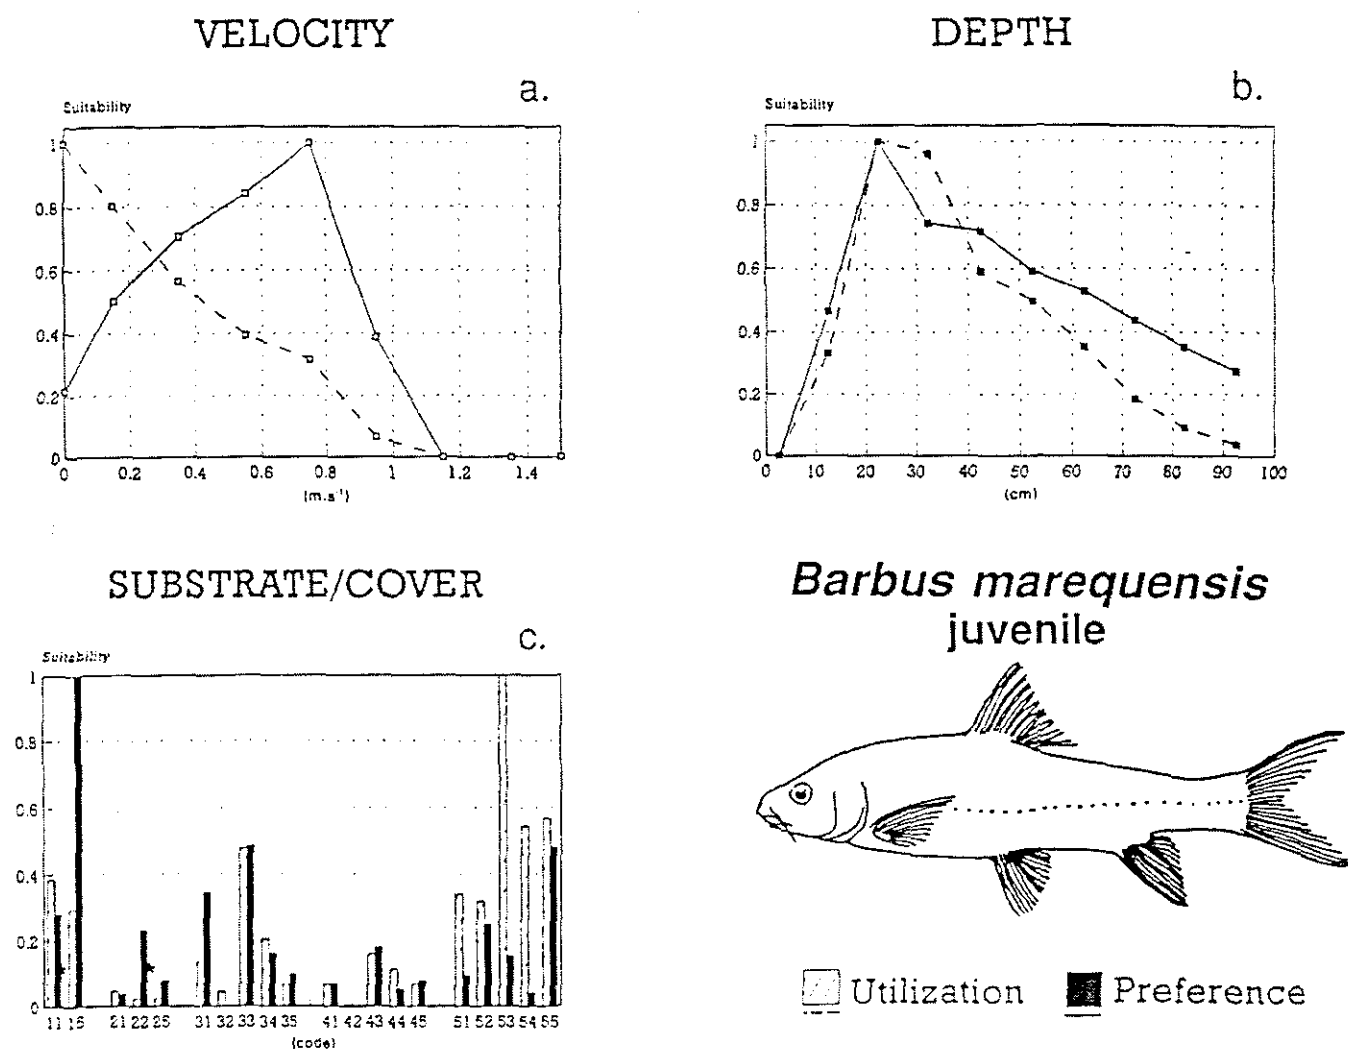 VELOCITY
a.
Suitability
1
0.8
0.6
0.4
0.2
0
0 0.2 0.4 0.6 0.8 1 1.2 1.4
(m.s⁻¹)
DEPTH
b.
Suitability
1
0.8
0.6
0.4
0.2
0
0 10 20 30 40 50 60 70 80 90 100
(cm)
SUBSTRATE/COVER
c.
Suitability
1
0.8
0.6
0.4
0.2
0
11 15 21 22 25 31 32 33 34 35 41 42 43 44 45 51 52 53 54 55
(code)
Barbus marequensis
juvenile
Utilization Preference